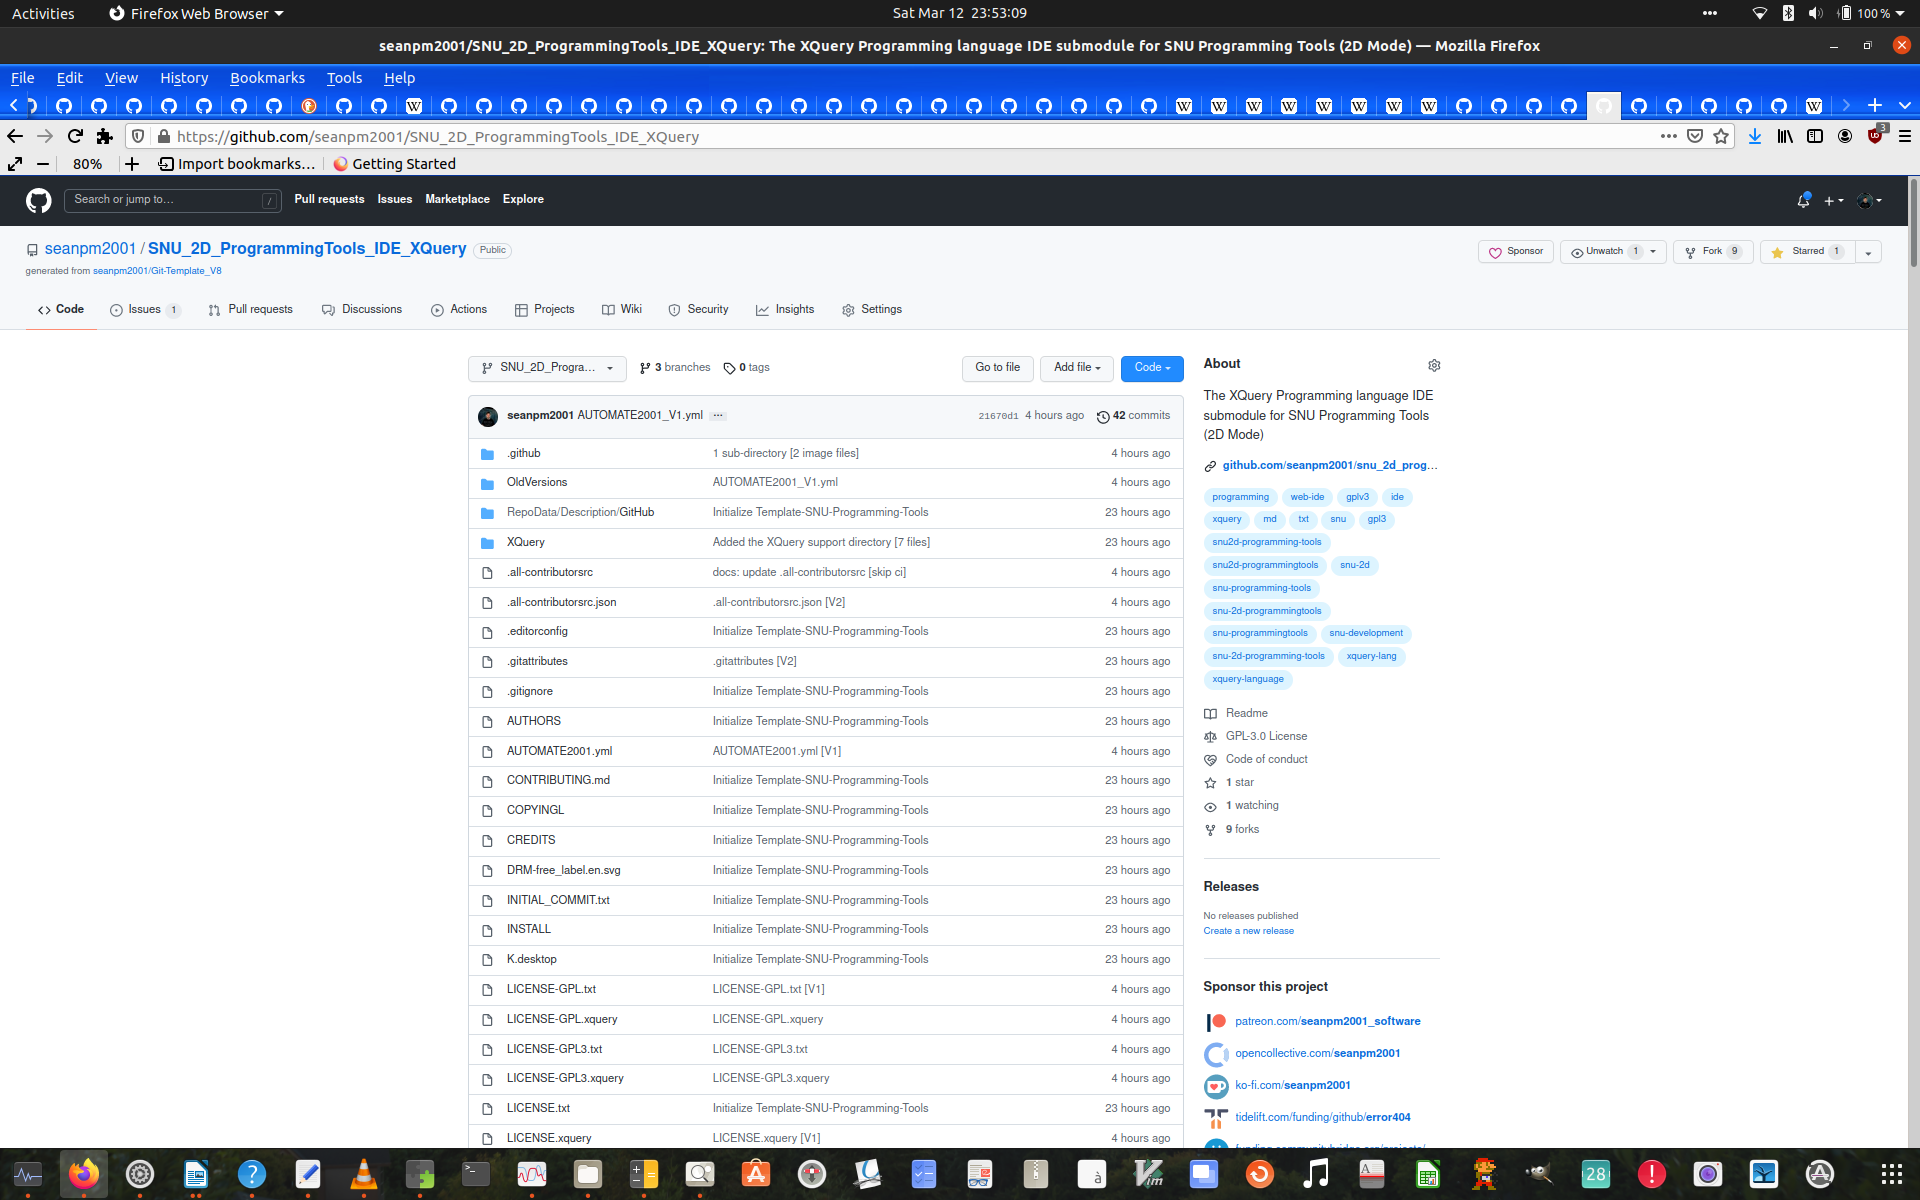 Activities
Firefox Web Browser
Sat Mar 12 23:53:09
100 %
seanpm2001/SNU_2D_ProgrammingTools_IDE_XQuery: The XQuery Programming language IDE submodule for SNU Programming Tools (2D Mode) — Mozilla Firefox
File Edit View History Bookmarks Tools Help
https://github.com/seanpm2001/SNU_2D_ProgrammingTools_IDE_XQuery
3
80% Import bookmarks... Getting Started
Search or jump to... /
Pull requests Issues Marketplace Explore
seanpm2001 / SNU_2D_ProgrammingTools_IDE_XQuery Public
generated from seanpm2001/Git-Template_V8
Sponsor Unwatch 1 Fork 9 Starred 1
Code Issues 1 Pull requests Discussions Actions Projects Wiki Security Insights Settings
SNU_2D_Progra... 3 branches 0 tags
Go to file Add file Code
seanpm2001 AUTOMATE2001_V1.yml ... 21670d1 4 hours ago 42 commits
.github 1 sub-directory [2 image files] 4 hours ago
OldVersions AUTOMATE2001_V1.yml 4 hours ago
RepoData/Description/GitHub Initialize Template-SNU-Programming-Tools 23 hours ago
XQuery Added the XQuery support directory [7 files] 23 hours ago
.all-contributorsrc docs: update .all-contributorsrc [skip ci] 4 hours ago
.all-contributorsrc.json .all-contributorsrc.json [V2] 4 hours ago
.editorconfig Initialize Template-SNU-Programming-Tools 23 hours ago
.gitattributes .gitattributes [V2] 23 hours ago
.gitignore Initialize Template-SNU-Programming-Tools 23 hours ago
AUTHORS Initialize Template-SNU-Programming-Tools 23 hours ago
AUTOMATE2001.yml AUTOMATE2001.yml [V1] 4 hours ago
CONTRIBUTING.md Initialize Template-SNU-Programming-Tools 23 hours ago
COPYINGL Initialize Template-SNU-Programming-Tools 23 hours ago
CREDITS Initialize Template-SNU-Programming-Tools 23 hours ago
DRM-free_label.en.svg Initialize Template-SNU-Programming-Tools 23 hours ago
INITIAL_COMMIT.txt Initialize Template-SNU-Programming-Tools 23 hours ago
INSTALL Initialize Template-SNU-Programming-Tools 23 hours ago
K.desktop Initialize Template-SNU-Programming-Tools 23 hours ago
LICENSE-GPL.txt LICENSE-GPL.txt [V1] 4 hours ago
LICENSE-GPL.xquery LICENSE-GPL.xquery 4 hours ago
LICENSE-GPL3.txt LICENSE-GPL3.txt 4 hours ago
LICENSE-GPL3.xquery LICENSE-GPL3.xquery 4 hours ago
LICENSE.txt Initialize Template-SNU-Programming-Tools 23 hours ago
LICENSE.xquery LICENSE.xquery [V1] 4 hours ago
About
The XQuery Programming language IDE
submodule for SNU Programming Tools
(2D Mode)
github.com/seanpm2001/snu_2d_prog...
programming web-ide gplv3 ide
xquery md txt snu gpl3
snu2d-programming-tools
snu2d-programmingtools snu-2d
snu-programming-tools
snu-2d-programmingtools
snu-programmingtools snu-development
snu-2d-programming-tools xquery-lang
xquery-language
Readme
GPL-3.0 License
Code of conduct
1 star
1 watching
9 forks
Releases
No releases published
Create a new release
Sponsor this project
patreon.com/seanpm2001_software
opencollective.com/seanpm2001
ko-fi.com/seanpm2001
tidelift.com/funding/github/error404
28